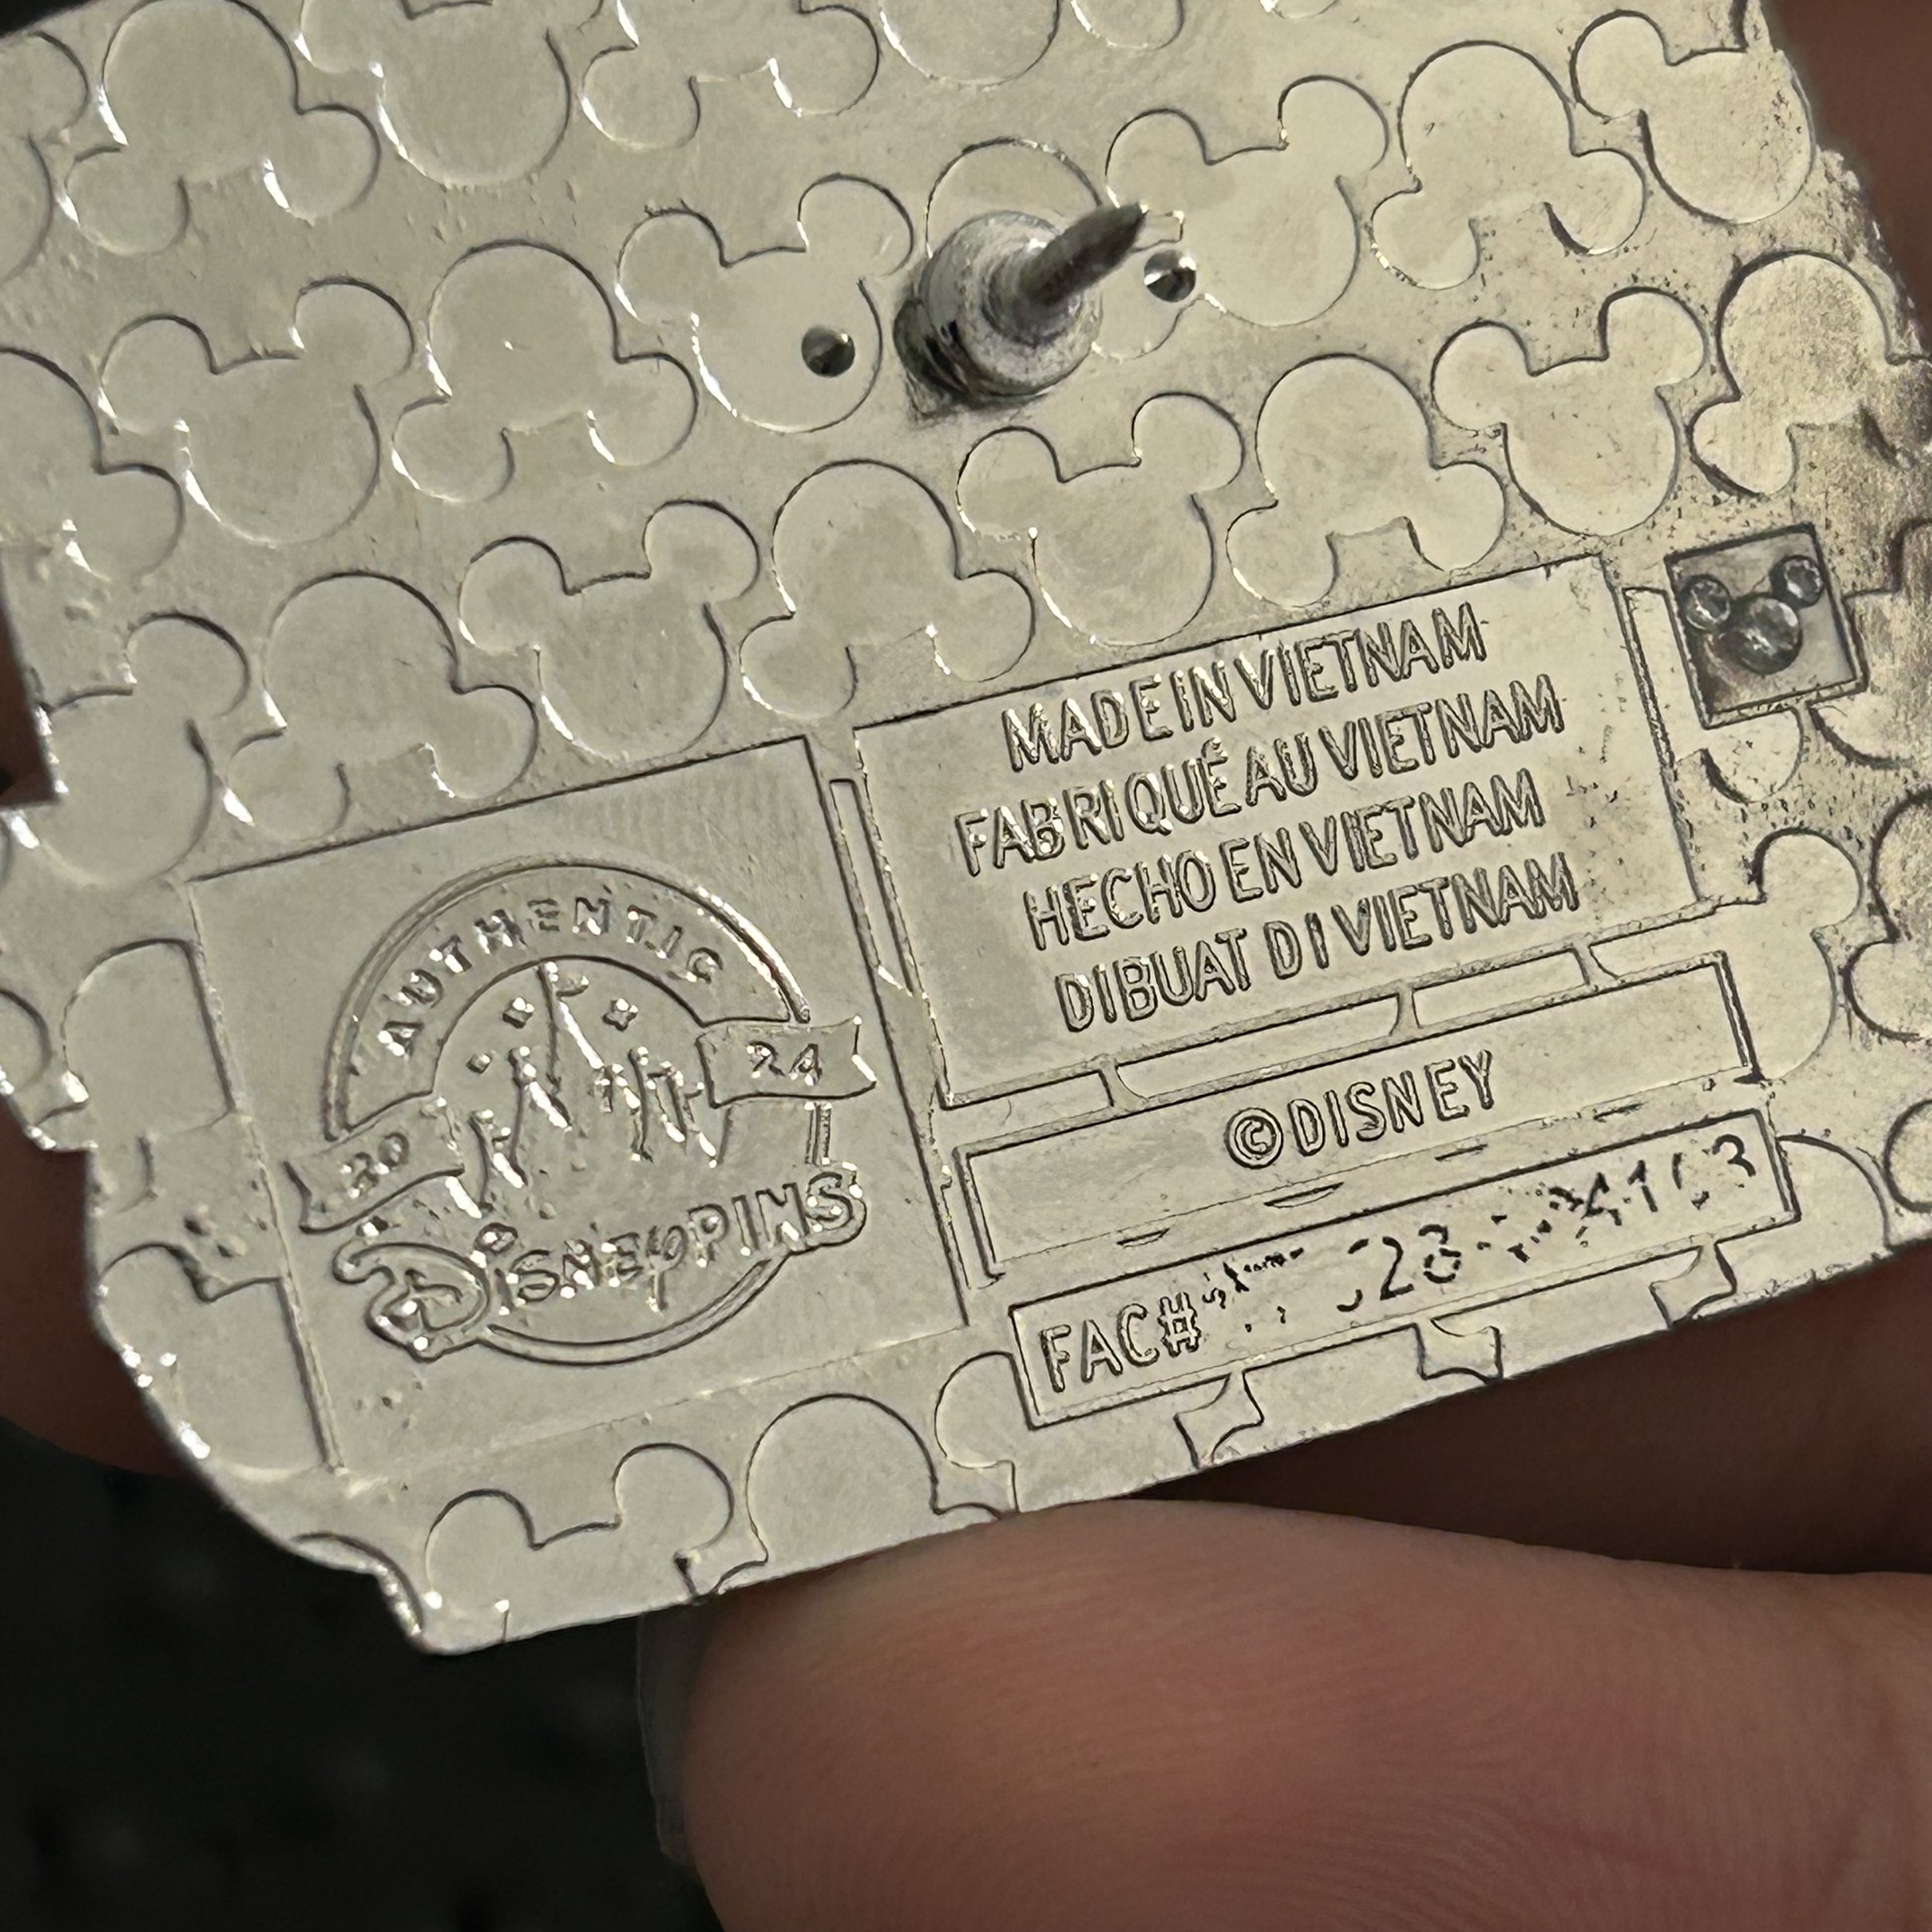 MADE IN VIETNAM
FABRIQUÉ AU VIETNAM
HECHO EN VIETNAM
DIBUAT DI VIETNAM
©DISNEY
FAC#
AUTHENTIC
20 24
DISNEY PINS